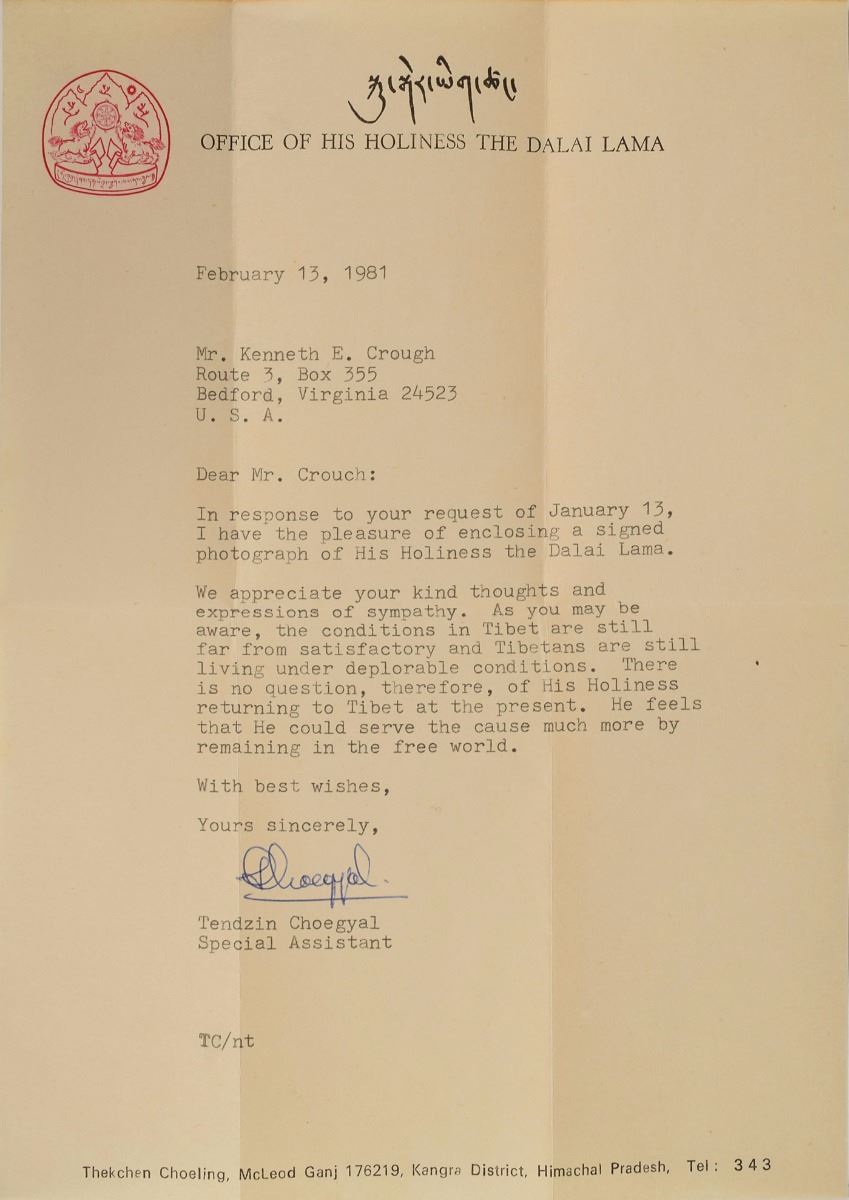 སྐུ་སྒེར་ཡིག་ཚང་།
OFFICE OF HIS HOLINESS THE DALAI LAMA
February 13, 1981
Mr. Kenneth E. Crough
Route 3, Box 355
Bedford, Virginia 24523
U. S. A.
Dear Mr. Crouch:
In response to your request of January 13,
I have the pleasure of enclosing a signed
photograph of His Holiness the Dalai Lama.
We appreciate your kind thoughts and
expressions of sympathy. As you may be
aware, the conditions in Tibet are still
far from satisfactory and Tibetans are still
living under deplorable conditions. There
is no question, therefore, of His Holiness
returning to Tibet at the present. He feels
that He could serve the cause much more by
remaining in the free world.
With best wishes,
Yours sincerely,
Choegyal.
Tendzin Choegyal
Special Assistant
TC/nt
Thekchen Choeling, McLeod Ganj 176219, Kangra District, Himachal Pradesh, Tel : 343